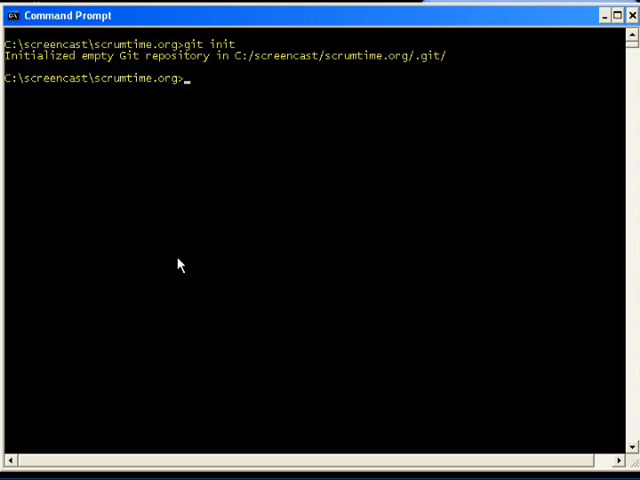 Command Prompt
C:\screencast\scrumtime.org>git init
Initialized empty Git repository in C:/screencast/scrumtime.org/.git/
C:\screencast\scrumtime.org>_